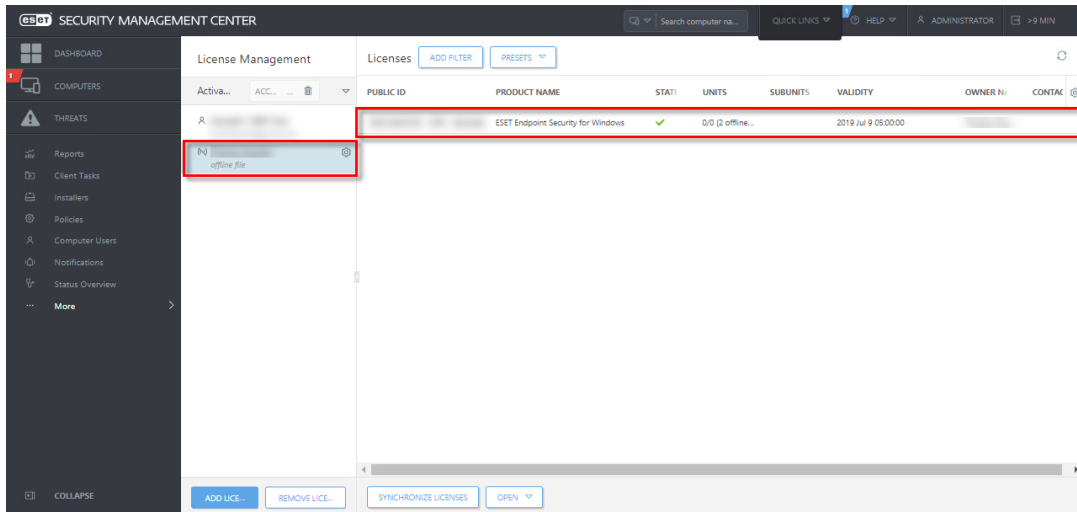 eset SECURITY MANAGEMENT CENTER
Search computer na...
QUICK LINKS
1
HELP
ADMINISTRATOR
>9 MIN
DASHBOARD
1
COMPUTERS
THREATS
Reports
Client Tasks
Installers
Policies
Computer Users
Notifications
Status Overview
... More
COLLAPSE
License Management
Activa... ACC... ...
offline file
ADD LICE... REMOVE LICE...
Licenses ADD FILTER PRESETS
PUBLIC ID PRODUCT NAME STATU UNITS SUBUNITS VALIDITY OWNER NA CONTAC
ESET Endpoint Security for Windows 0/0 (2 offline... 2019 Jul 9 05:00:00
SYNCHRONIZE LICENSES OPEN